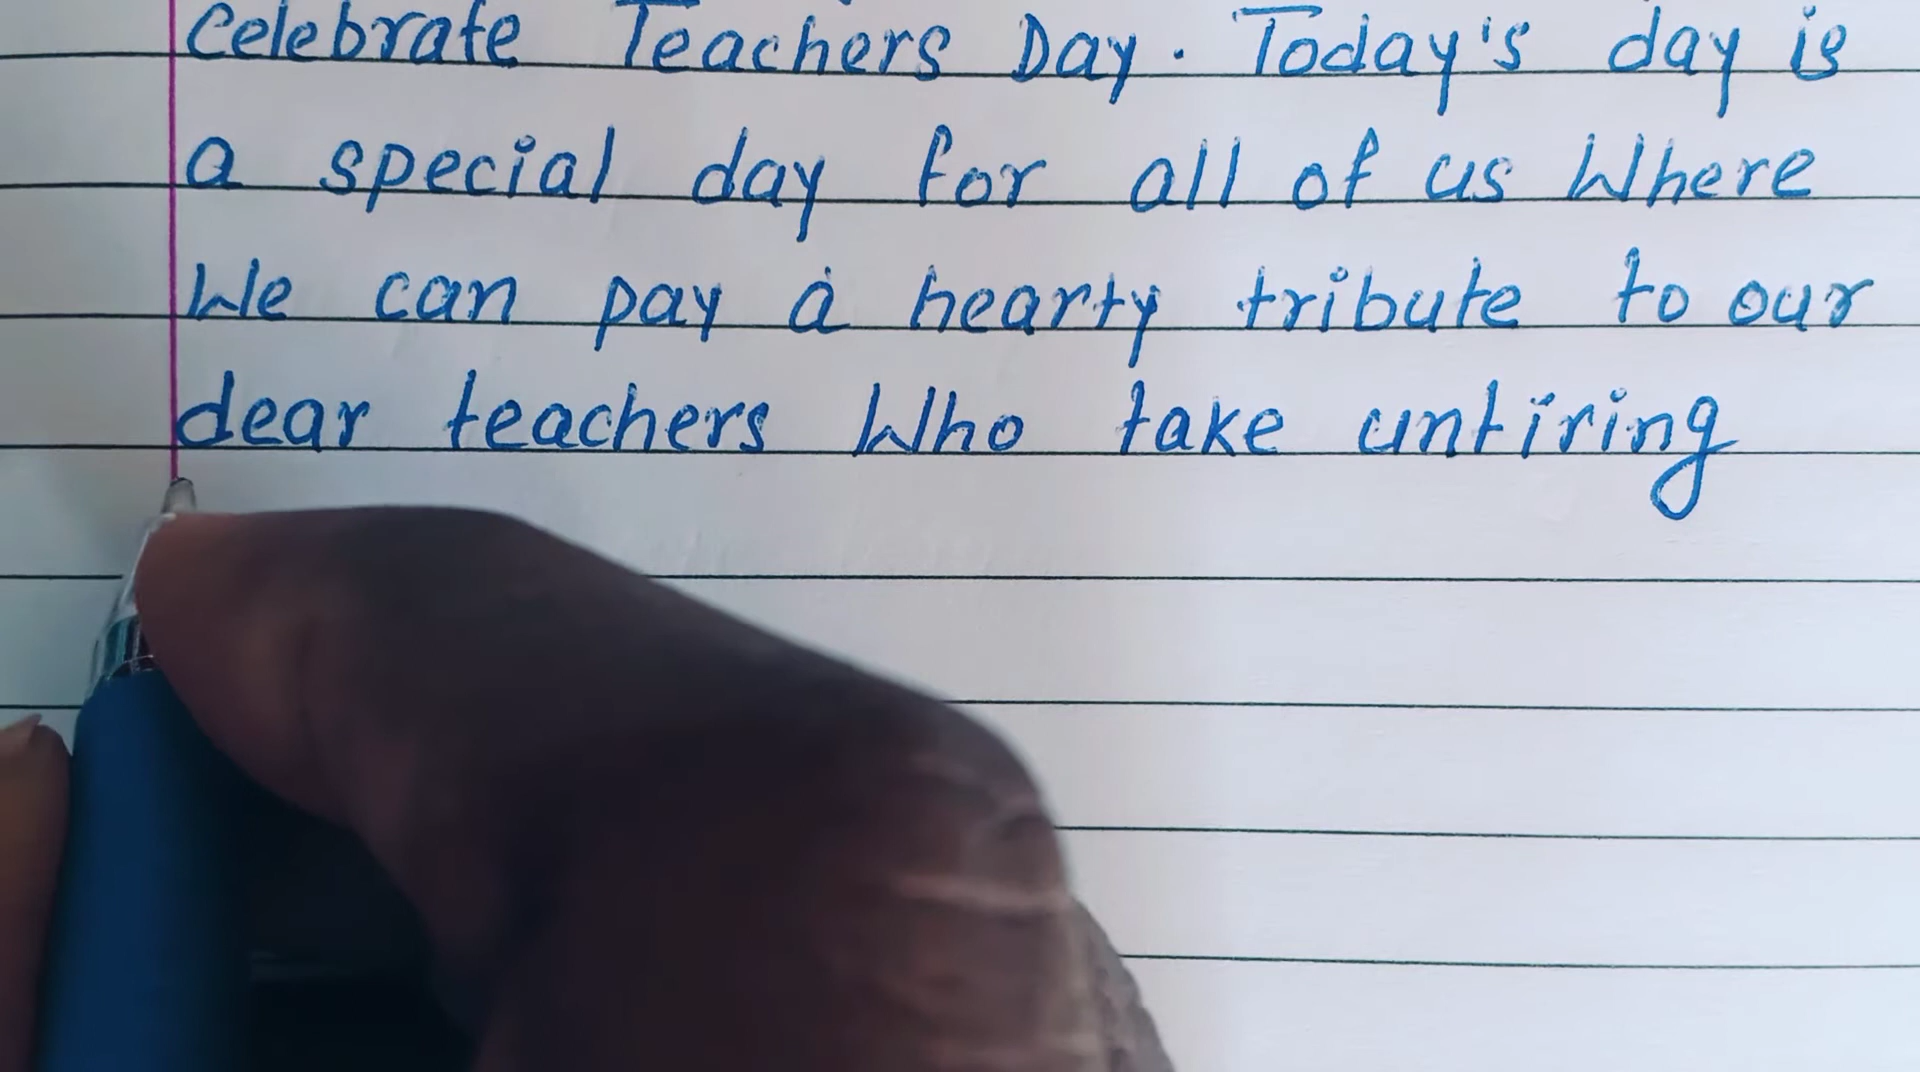 celebrate Teachers Day. Today's day is
a special day for all of us Where
We can pay a hearty tribute to our
dear teachers Who take untiring